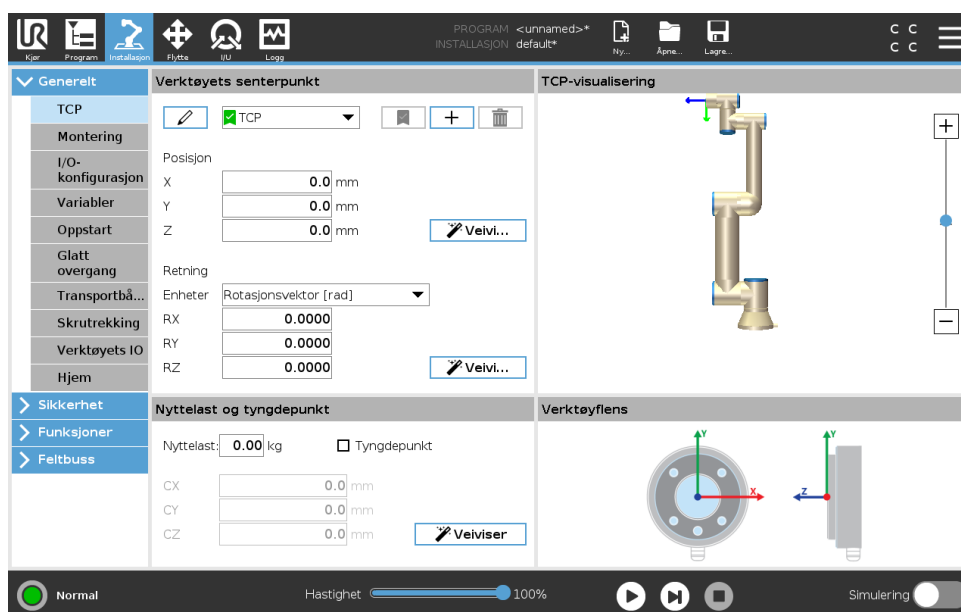 UR
PROGRAM <unnamed>*
INSTALLASJON default*
Kjør Program Installasjon Flytte I/U Logg
Ny... Åpne... Lagre...
C C
C C
Generelt
TCP
Montering
I/O-
konfigurasjon
Variabler
Oppstart
Glatt
overgang
Transportbå...
Skrutrekking
Verktøyets IO
Hjem
Sikkerhet
Funksjoner
Feltbuss
Verktøyets senterpunkt
TCP
Posisjon
X 0.0 mm
Y 0.0 mm
Z 0.0 mm Veivi...
Retning
Enheter Rotasjonsvektor [rad]
RX 0.0000
RY 0.0000
RZ 0.0000 Veivi...
Nyttelast og tyngdepunkt
Nyttelast: 0.00 kg Tyngdepunkt
CX 0.0 mm
CY 0.0 mm
CZ 0.0 mm Veiviser
TCP-visualisering
Verktøyflens
Y Y
X Z
Normal Hastighet 100% Simulering